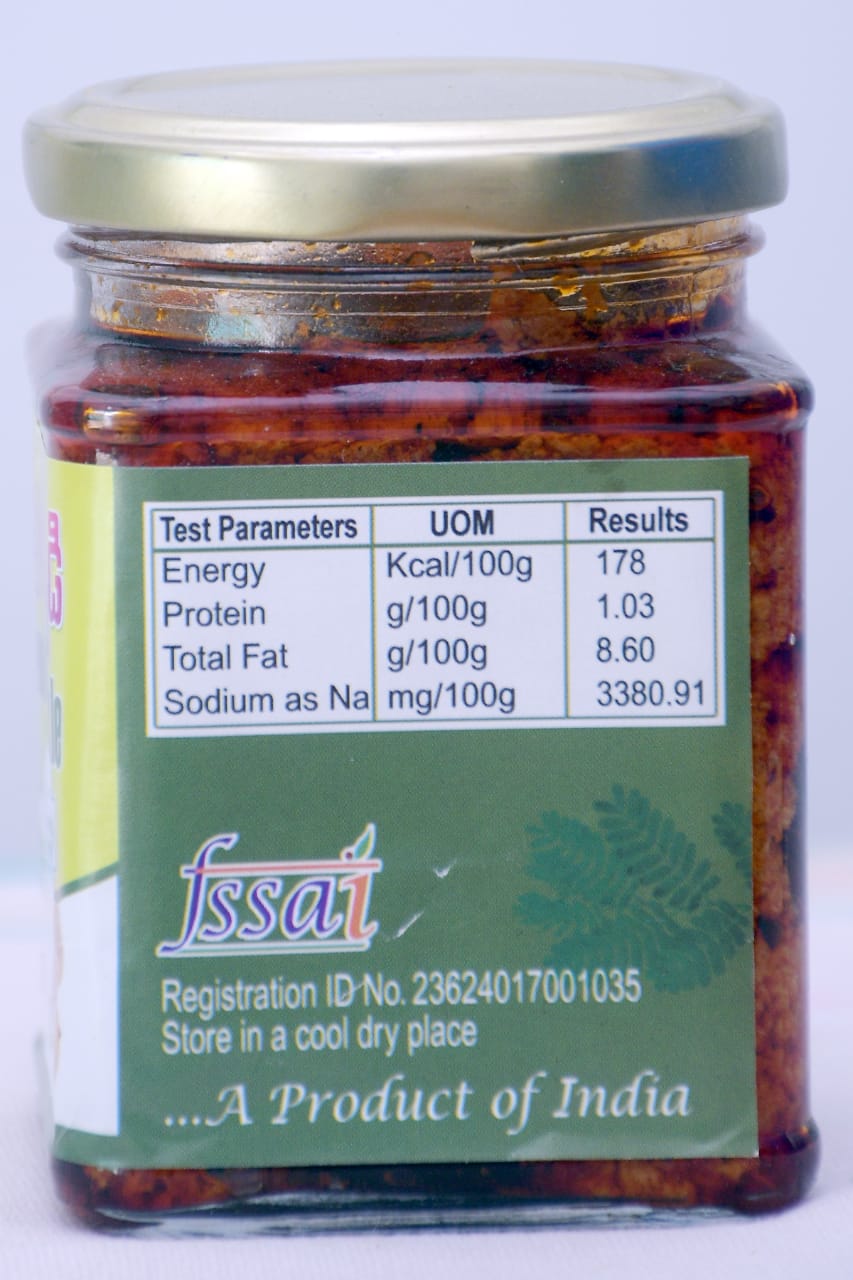 Test Parameters UOM Results
Energy Kcal/100g 178
Protein g/100g 1.03
Total Fat g/100g 8.60
Sodium as Na mg/100g 3380.91
fssai
Registration ID No. 23624017001035
Store in a cool dry place
...A Product of India